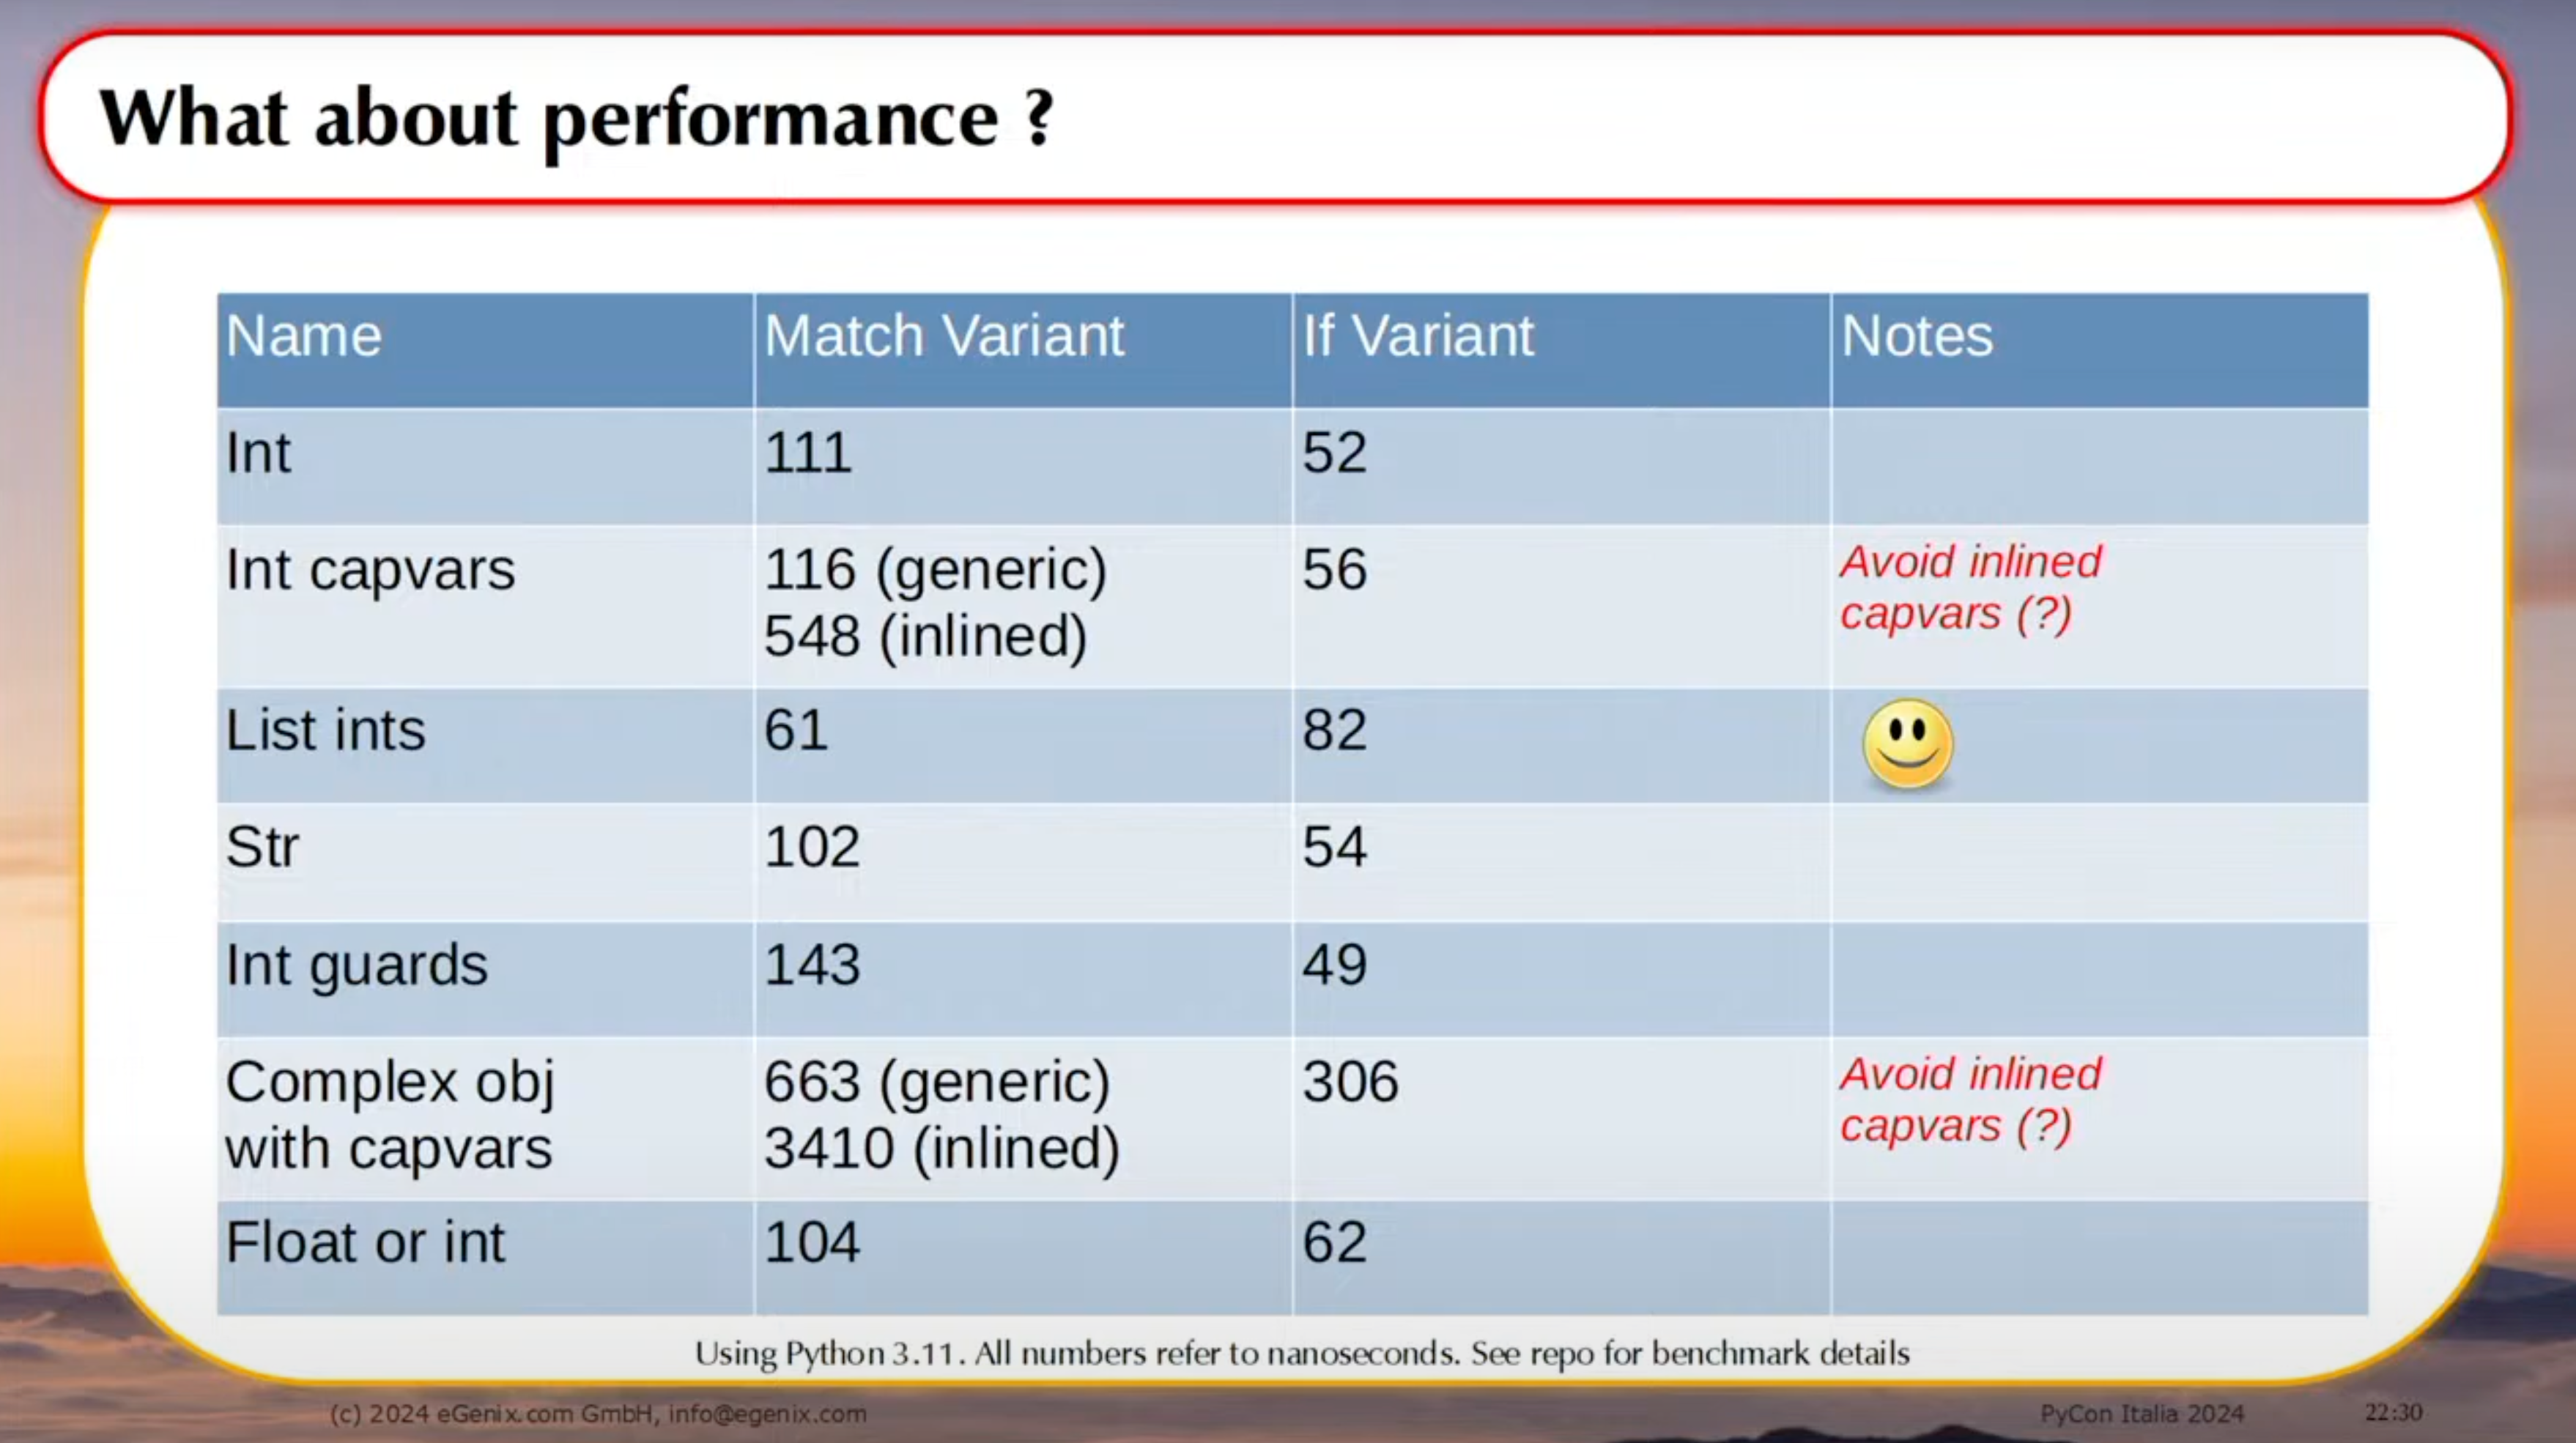 What about performance ?
Name Match Variant If Variant Notes
Int 111 52
Int capvars 116 (generic) 56 Avoid inlined
548 (inlined) capvars (?)
List ints 61 82
Str 102 54
Int guards 143 49
Complex obj 663 (generic) 306 Avoid inlined
with capvars 3410 (inlined) capvars (?)
Float or int 104 62
Using Python 3.11. All numbers refer to nanoseconds. See repo for benchmark details
(c) 2024 eGenix.com GmbH, info@egenix.com PyCon Italia 2024 22:30